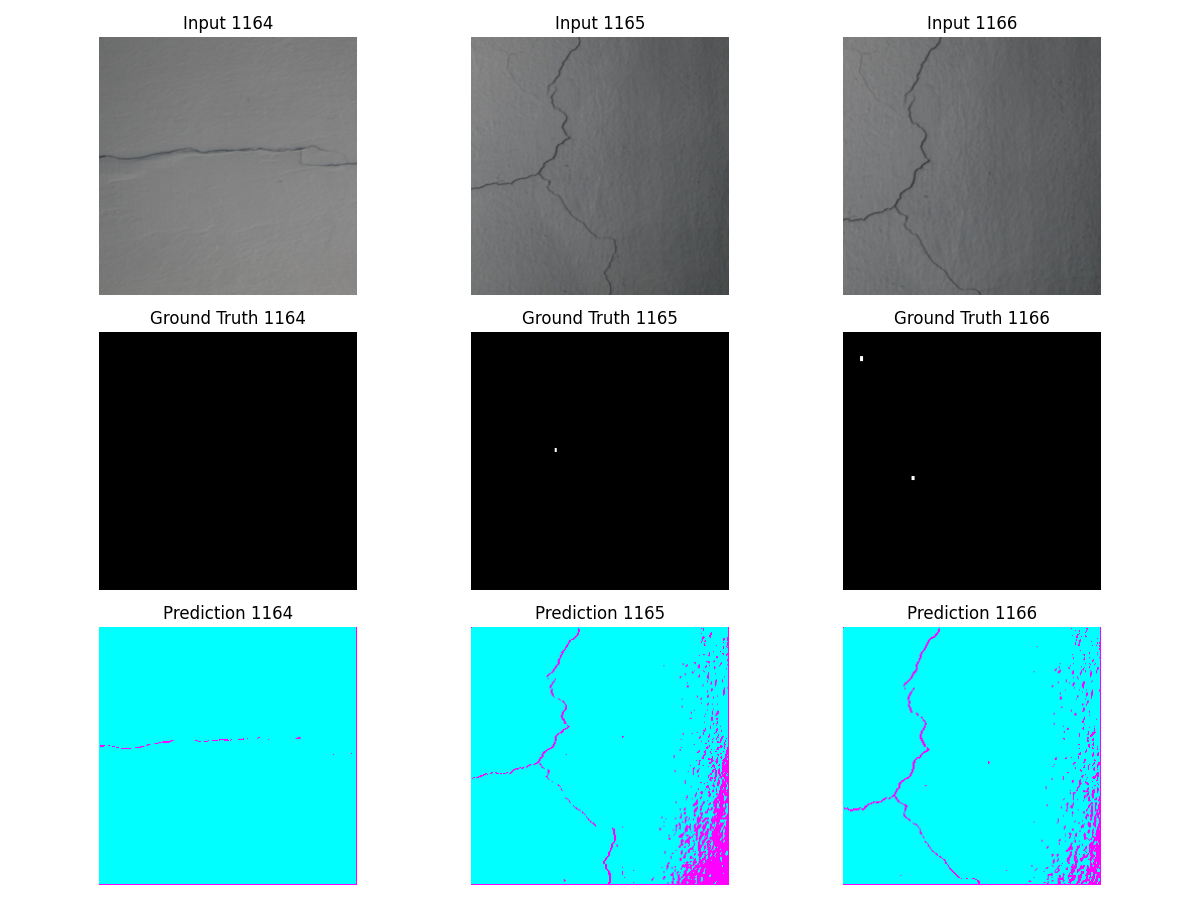 Input 1164
Input 1165
Input 1166
Ground Truth 1164
Ground Truth 1165
Ground Truth 1166
Prediction 1164
Prediction 1165
Prediction 1166